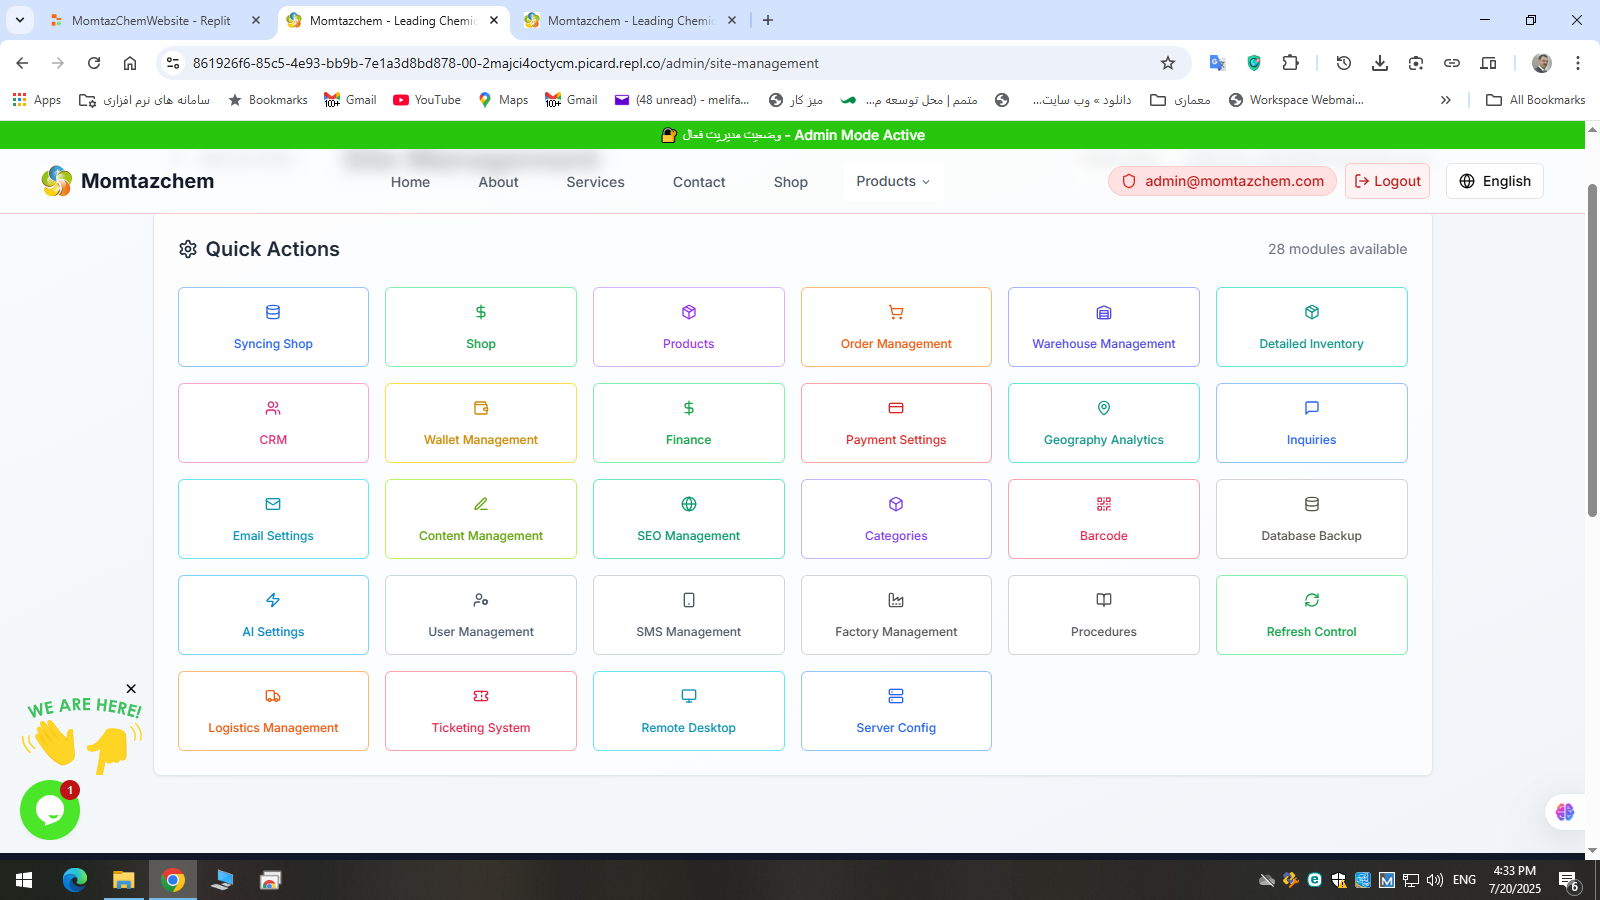 MomtazChemWebsite - Replit
Momtazchem - Leading Chemic
Momtazchem - Leading Chemic
861926f6-85c5-4e93-bb9b-7e1a3d8bd878-00-2majci4octycm.picard.repl.co/admin/site-management
Apps
سامانه های نرم افزاری
Bookmarks
Gmail
YouTube
Maps
Gmail
(48 unread) - melifa...
میز کار
متمم | محل توسعه م...
دانلود » وب سایت...
معماری
Workspace Webmai...
All Bookmarks
وضعیت مدیریت فعال - Admin Mode Active
Momtazchem
Home
About
Services
Contact
Shop
Products
admin@momtazchem.com
Logout
English
Quick Actions
28 modules available
Syncing Shop
Shop
Products
Order Management
Warehouse Management
Detailed Inventory
CRM
Wallet Management
Finance
Payment Settings
Geography Analytics
Inquiries
Email Settings
Content Management
SEO Management
Categories
Barcode
Database Backup
AI Settings
User Management
SMS Management
Factory Management
Procedures
Refresh Control
Logistics Management
Ticketing System
Remote Desktop
Server Config
WE ARE HERE!
1
ENG
4:33 PM
7/20/2025
6